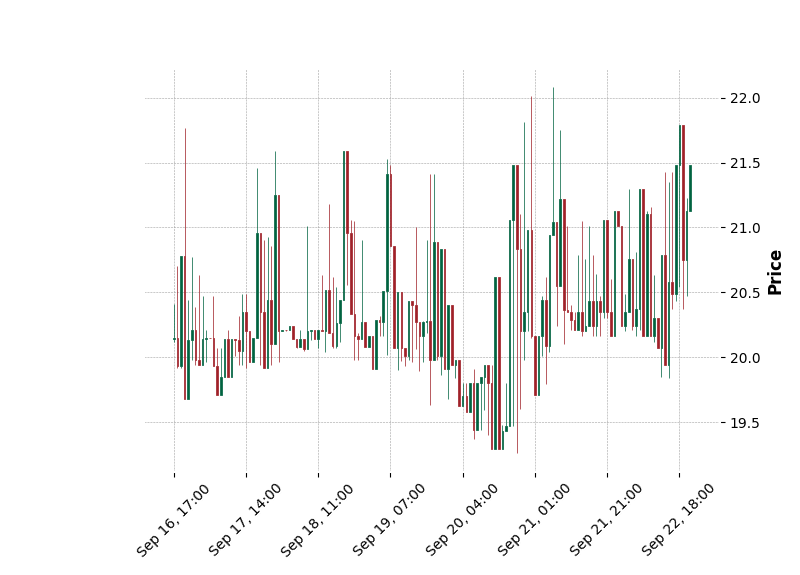 22.0
21.5
21.0
20.5
20.0
19.5
Price
Sep 16, 17:00
Sep 17, 14:00
Sep 18, 11:00
Sep 19, 07:00
Sep 20, 04:00
Sep 21, 01:00
Sep 21, 21:00
Sep 22, 18:00